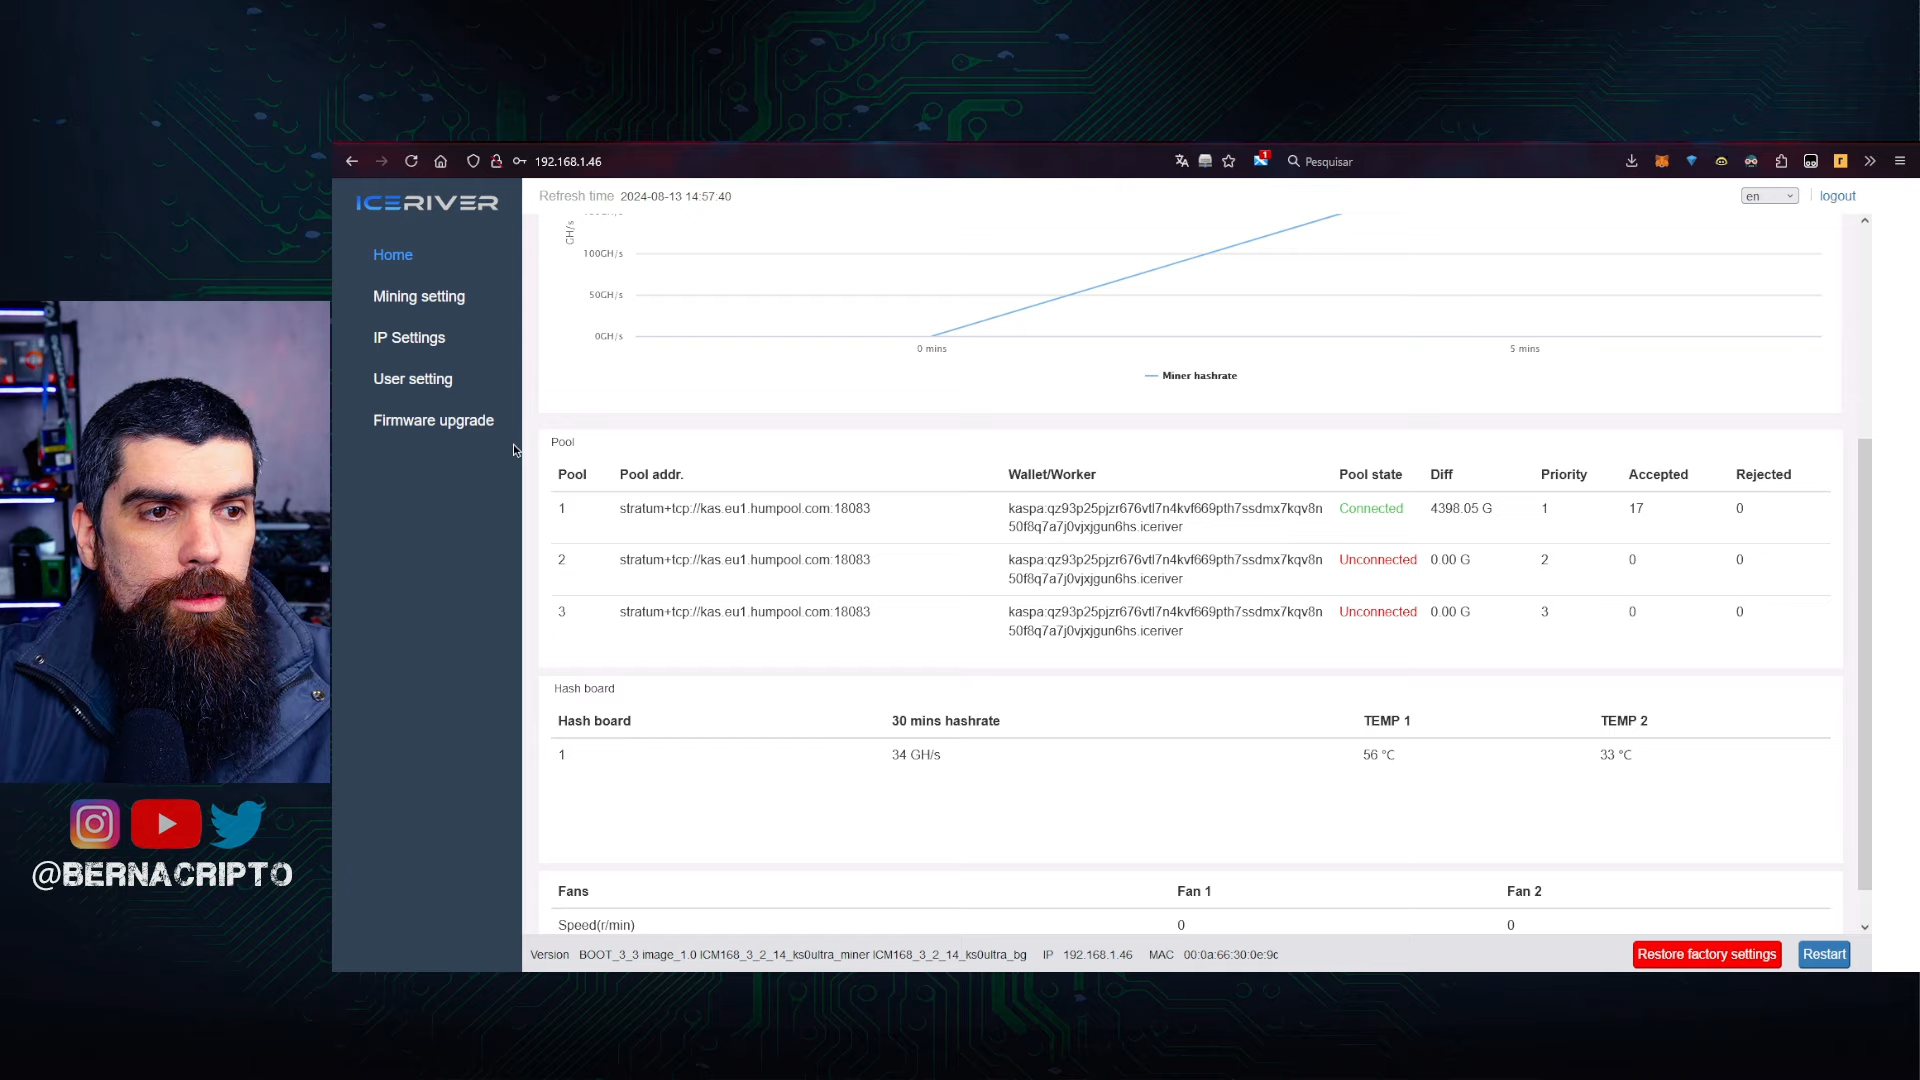 192.168.1.46
1
Pesquisar
ICERIVER
Refresh time 2024-08-13 14:57:40
en
logout
Home
Mining setting
IP Settings
User setting
Firmware upgrade
GH/s
100GH/s
50GH/s
0GH/s
0 mins
5 mins
Miner hashrate
Pool
Pool Pool addr. Wallet/Worker Pool state Diff Priority Accepted Rejected
1 stratum+tcp://kas.eu1.humpool.com:18083 kaspa:qz93p25pjzr676vtl7n4kvf669pth7ssdmx7kqv8n Connected 4398.05 G 1 17 0
50f8q7a7j0vjxjgun6hs.iceriver
2 stratum+tcp://kas.eu1.humpool.com:18083 kaspa:qz93p25pjzr676vtl7n4kvf669pth7ssdmx7kqv8n Unconnected 0.00 G 2 0 0
50f8q7a7j0vjxjgun6hs.iceriver
3 stratum+tcp://kas.eu1.humpool.com:18083 kaspa:qz93p25pjzr676vtl7n4kvf669pth7ssdmx7kqv8n Unconnected 0.00 G 3 0 0
50f8q7a7j0vjxjgun6hs.iceriver
Hash board
Hash board 30 mins hashrate TEMP 1 TEMP 2
1 34 GH/s 56 °C 33 °C
Fans Fan 1 Fan 2
Speed(r/min) 0 0
Version BOOT_3_3 image_1.0 ICM168_3_2_14_ks0ultra_miner ICM168_3_2_14_ks0ultra_bg IP 192.168.1.46 MAC 00:0a:66:30:0e:9c
Restore factory settings
Restart
@BERNACRIPTO